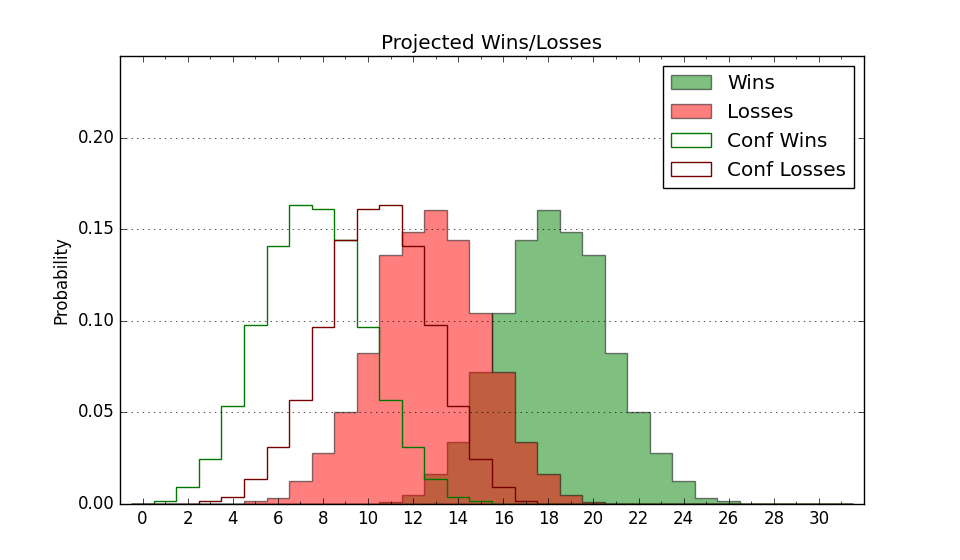 Projected Wins/Losses
Wins
Losses
Conf Wins
Conf Losses
Probability
0.20
0.15
0.10
0.05
0.00
0 2 4 6 8 10 12 14 16 18 20 22 24 26 28 30